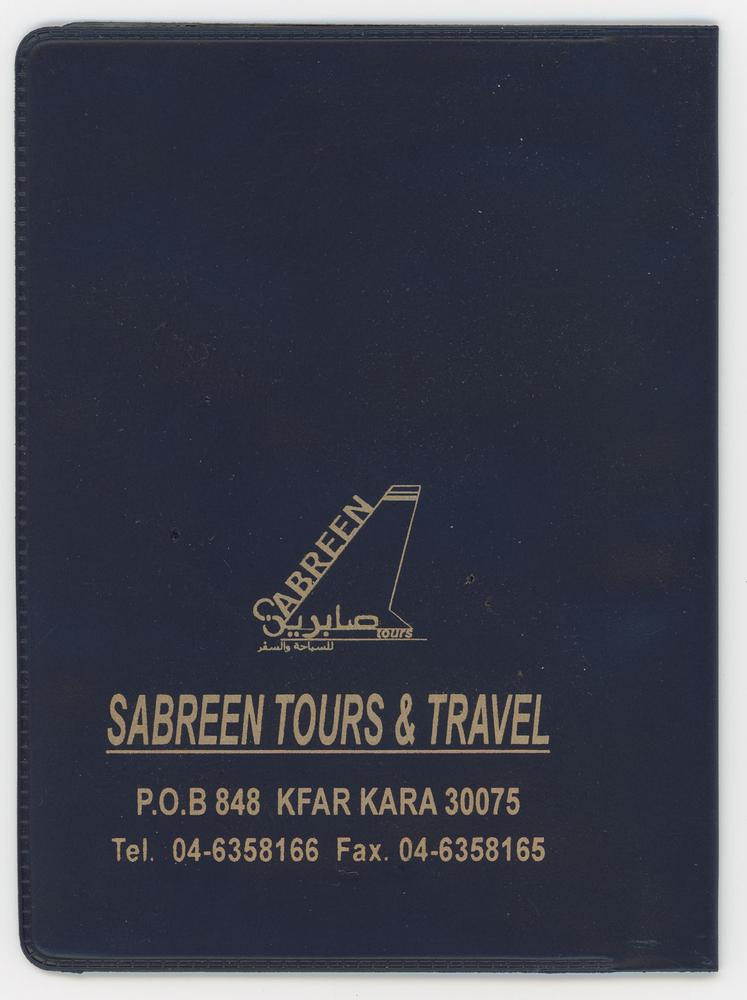 SABREEN
صابرين
tours
للسياحة والسفر
SABREEN TOURS & TRAVEL
P.O.B 848 KFAR KARA 30075
Tel. 04-6358166 Fax. 04-6358165